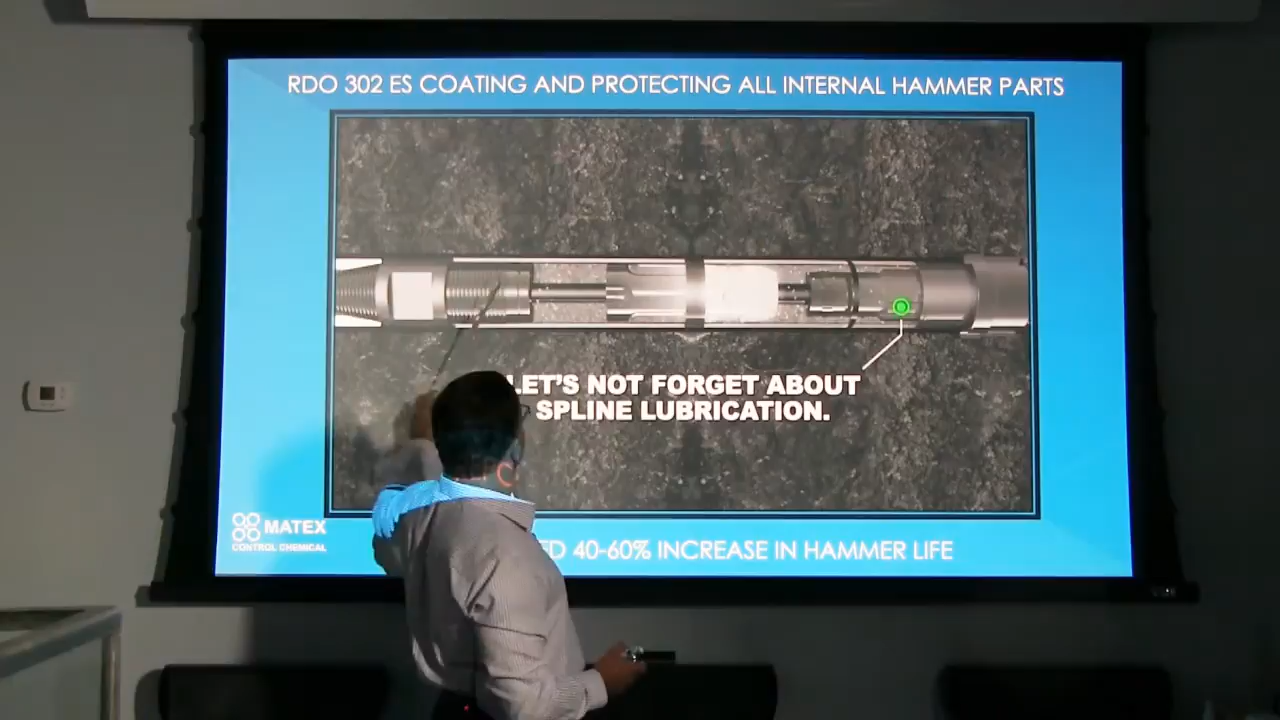 RDO 302 ES COATING AND PROTECTING ALL INTERNAL HAMMER PARTS
LET'S NOT FORGET ABOUT
SPLINE LUBRICATION.
MATEX
CONTROL CHEMICAL
40-60% INCREASE IN HAMMER LIFE